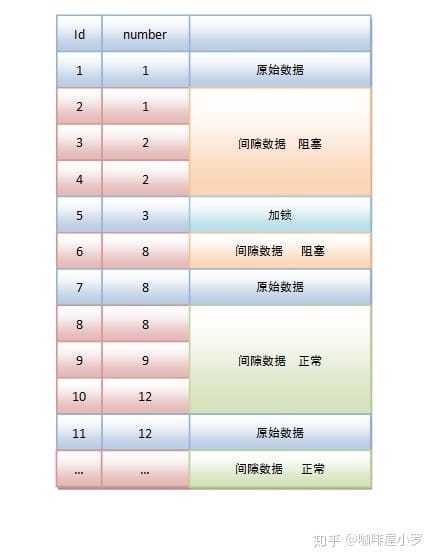 Id number
1 1 原始数据
2 1
3 2 间隙数据 阻塞
4 2
5 3 加锁
6 8 间隙数据 阻塞
7 8 原始数据
8 8
9 9 间隙数据 正常
10 12
11 12 原始数据
... ... 间隙数据 正常
知乎 @咖啡屋小罗